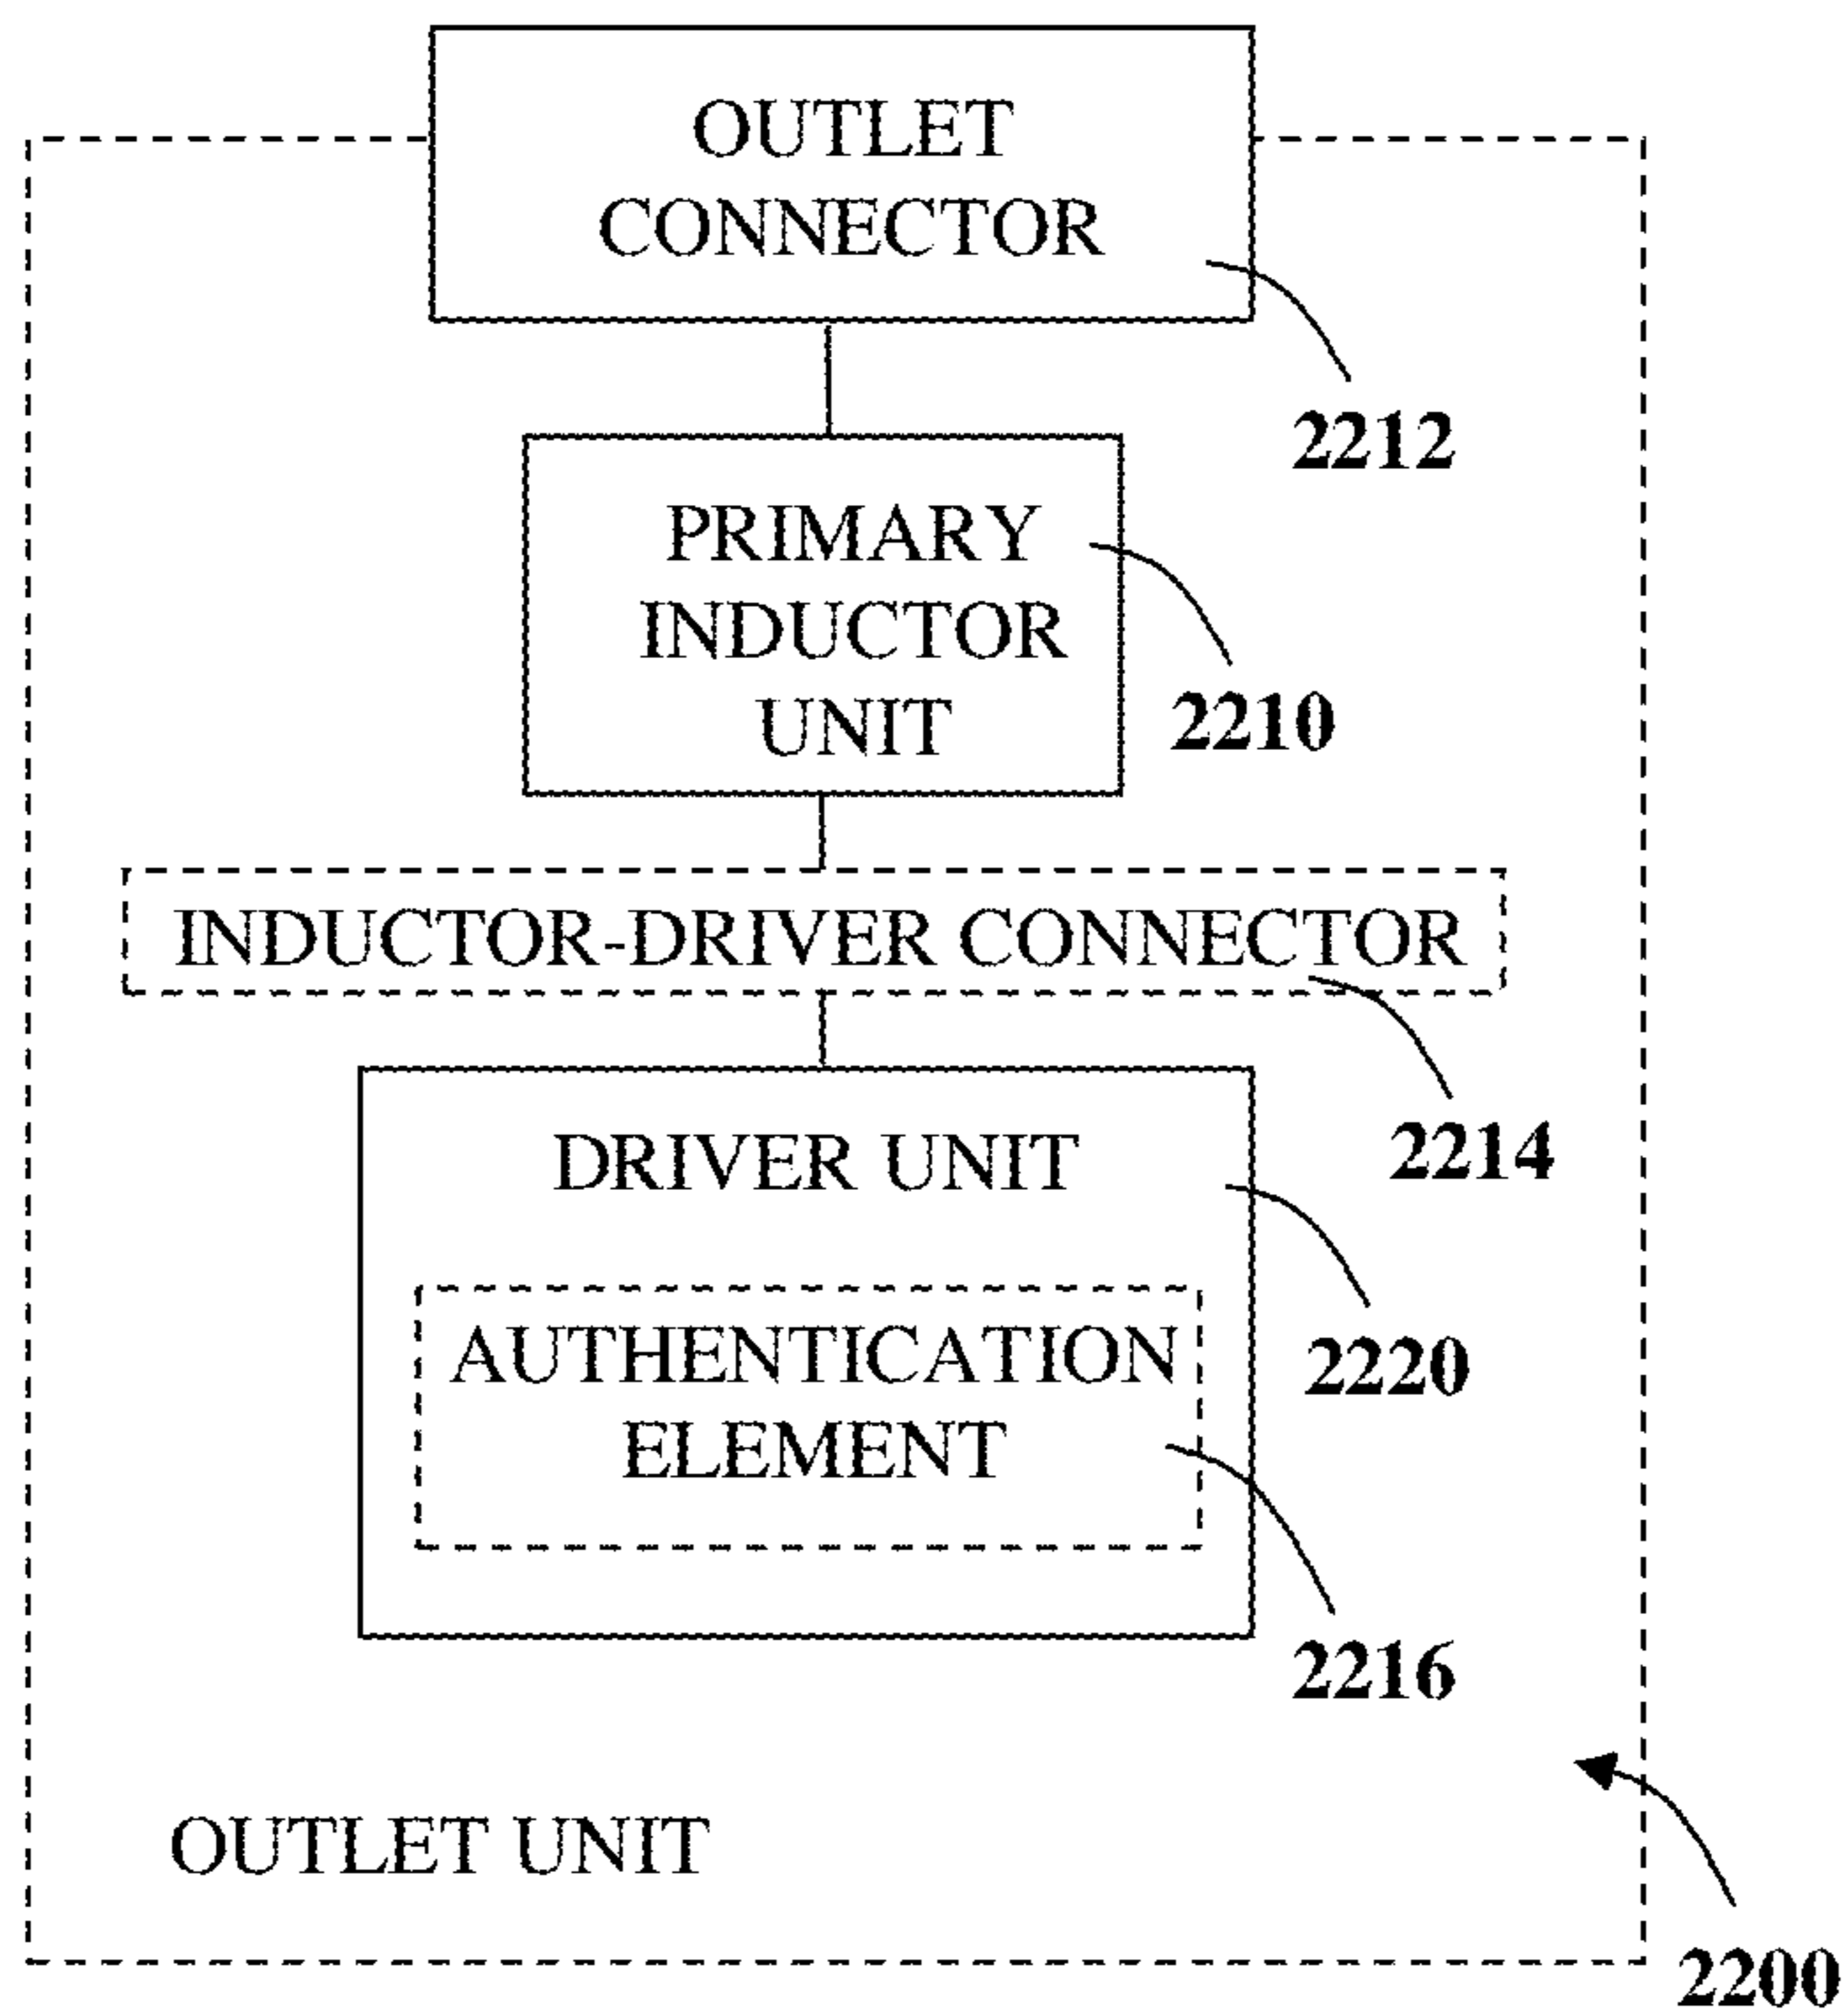 OUTLET
CONNECTOR
2212
PRIMARY
INDUCTOR
UNIT
2210
INDUCTOR-DRIVER CONNECTOR
2214
DRIVER UNIT
2220
AUTHENTICATION
ELEMENT
2216
OUTLET UNIT
2200